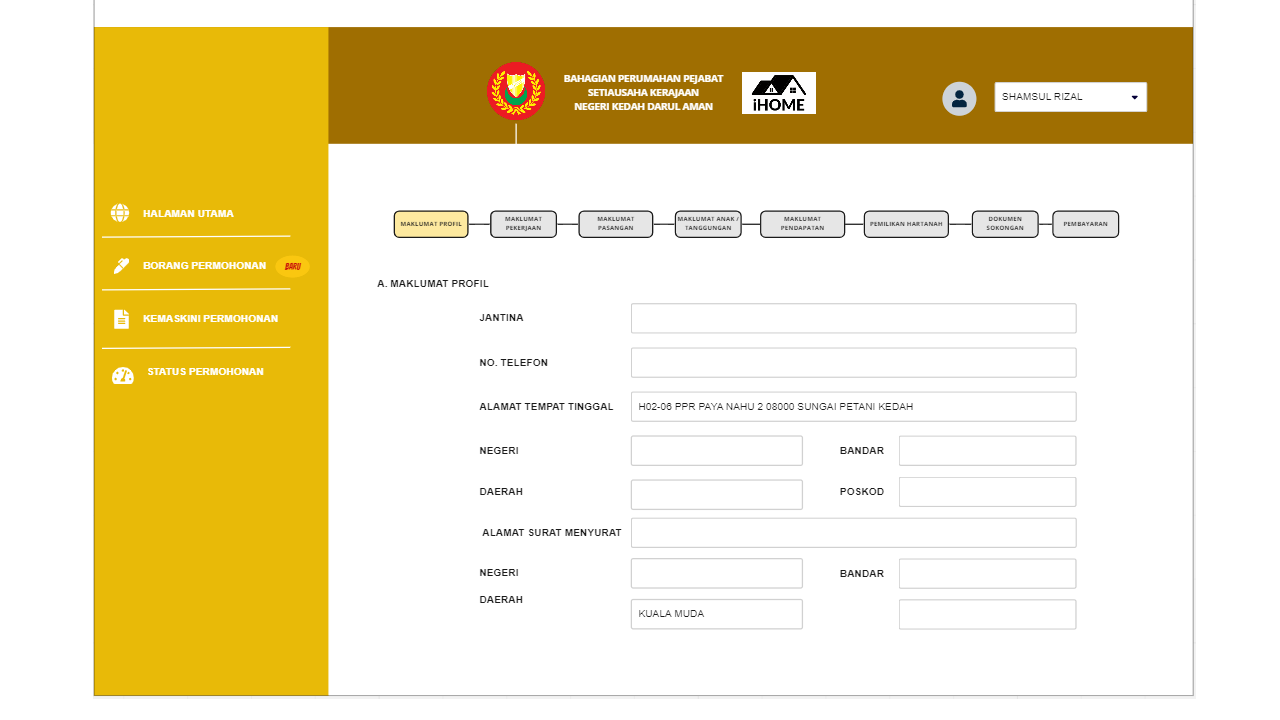 BAHAGIAN PERUMAHAN PEJABAT
SETIAUSAHA KERAJAAN
NEGERI KEDAH DARUL AMAN
iHOME
SHAMSUL RIZAL
HALAMAN UTAMA
BORANG PERMOHONAN BARU
KEMASKINI PERMOHONAN
STATUS PERMOHONAN
MAKLUMAT PROFIL
MAKLUMAT
PEKERJAAN
MAKLUMAT
PASANGAN
MAKLUMAT ANAK /
TANGGUNGAN
MAKLUMAT
PENDAPATAN
PEMILIKAN HARTANAH
DOKUMEN
SOKONGAN
PEMBAYARAN
A. MAKLUMAT PROFIL
JANTINA
NO. TELEFON
ALAMAT TEMPAT TINGGAL H02-06 PPR PAYA NAHU 2 08000 SUNGAI PETANI KEDAH
NEGERI BANDAR
DAERAH POSKOD
ALAMAT SURAT MENYURAT
NEGERI BANDAR
DAERAH
KUALA MUDA